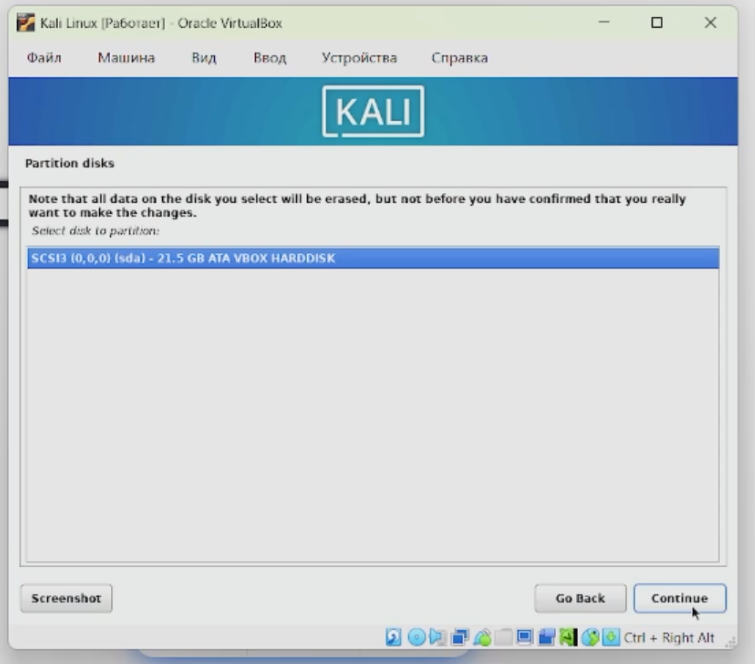 Kali Linux [Работает] - Oracle VirtualBox
Файл Машина Вид Ввод Устройства Справка
KALI
Partition disks
Note that all data on the disk you select will be erased, but not before you have confirmed that you really
want to make the changes.
Select disk to partition:
SCSI3 (0,0,0) (sda) - 21.5 GB ATA VBOX HARDDISK
Screenshot Go Back Continue
Ctrl + Right Alt